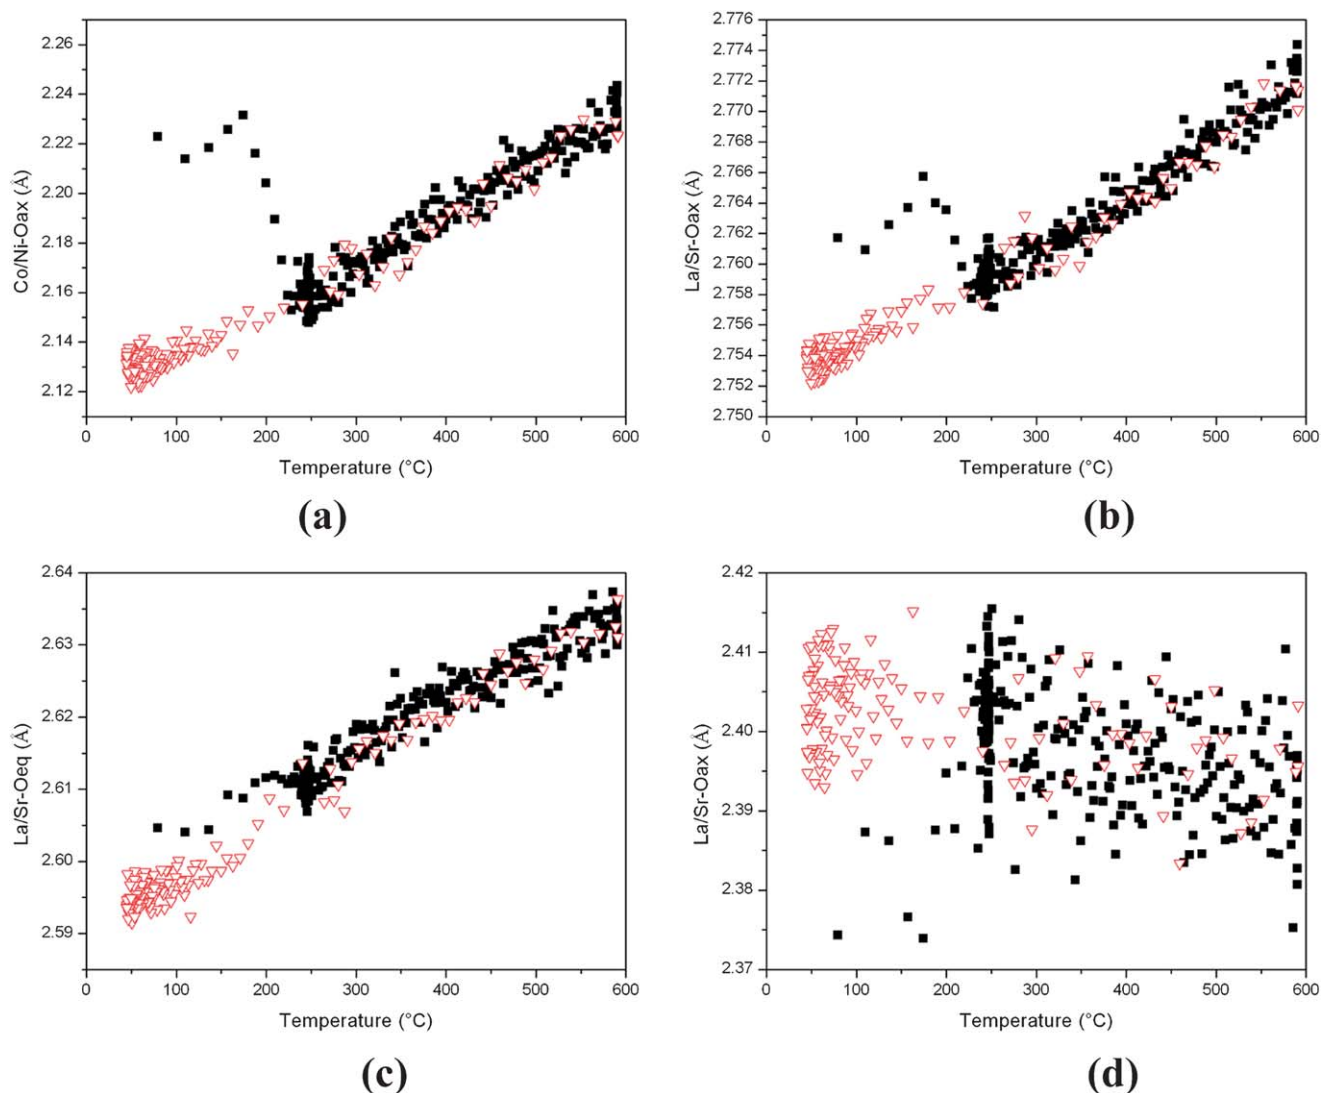 2.26
2.24
2.22
2.20
2.18
2.16
2.14
2.12
Co/Ni-Oax (Å)
0 100 200 300 400 500 600
Temperature (°C)
(a)
2.776
2.774
2.772
2.770
2.768
2.766
2.764
2.762
2.760
2.758
2.756
2.754
2.752
2.750
La/Sr-Oax (Å)
0 100 200 300 400 500 600
Temperature (°C)
(b)
2.64
2.63
2.62
2.61
2.60
2.59
La/Sr-Oeq (Å)
0 100 200 300 400 500 600
Temperature (°C)
(c)
2.42
2.41
2.40
2.39
2.38
2.37
La/Sr-Oax (Å)
0 100 200 300 400 500 600
Temperature (°C)
(d)